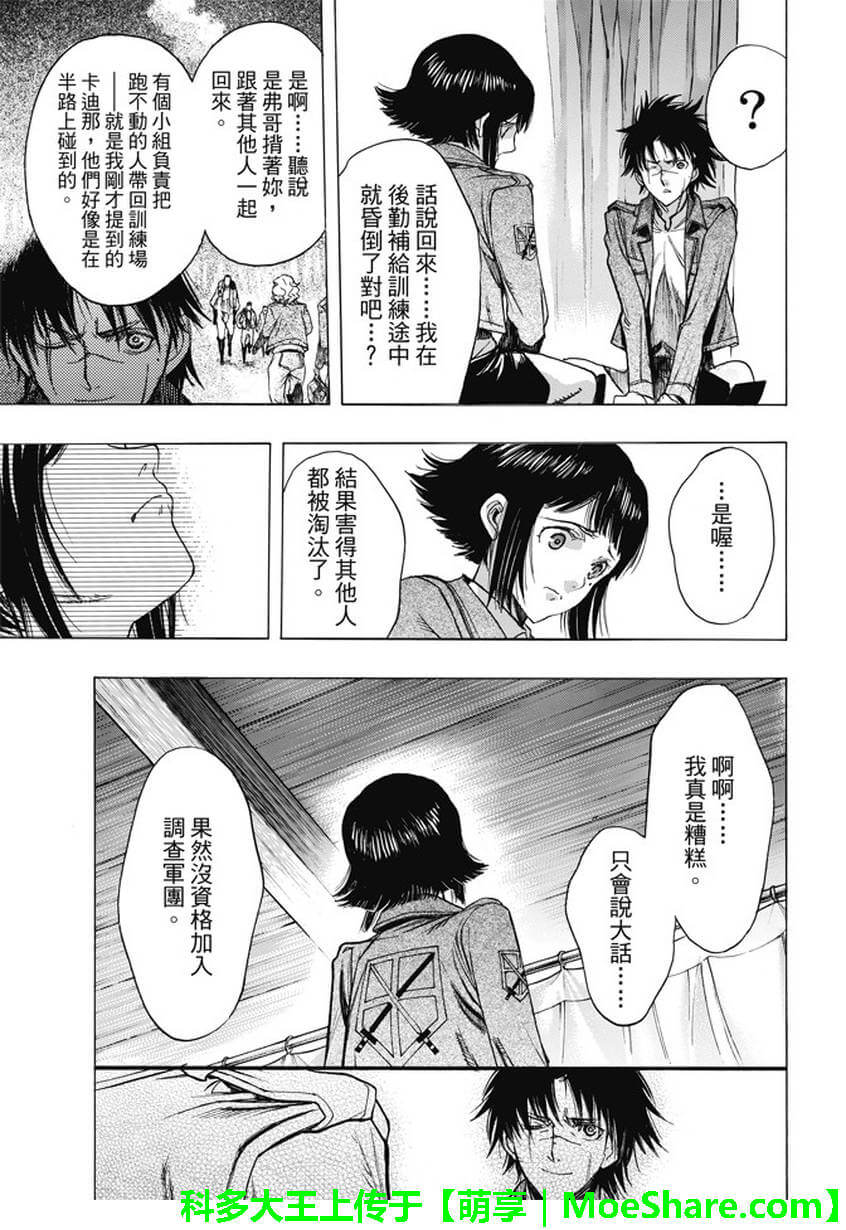 ？
話說回來……我在
後勤補給訓練途中
就昏倒了對吧…？
是啊……聽說
是弗哥揹著妳，
跟著其他人一起
回來。
有個小組負責把
跑不動的人帶回訓練場
——就是我剛才提到的
卡迪那，他們好像是在
半路上碰到的。
…是喔……
結果害得其他人
都被淘汰了。
啊啊……
我真是糟糕。
只會說大話……
果然沒資格加入
調查軍團。
科多大王上传于【萌享│MoeShare.com】